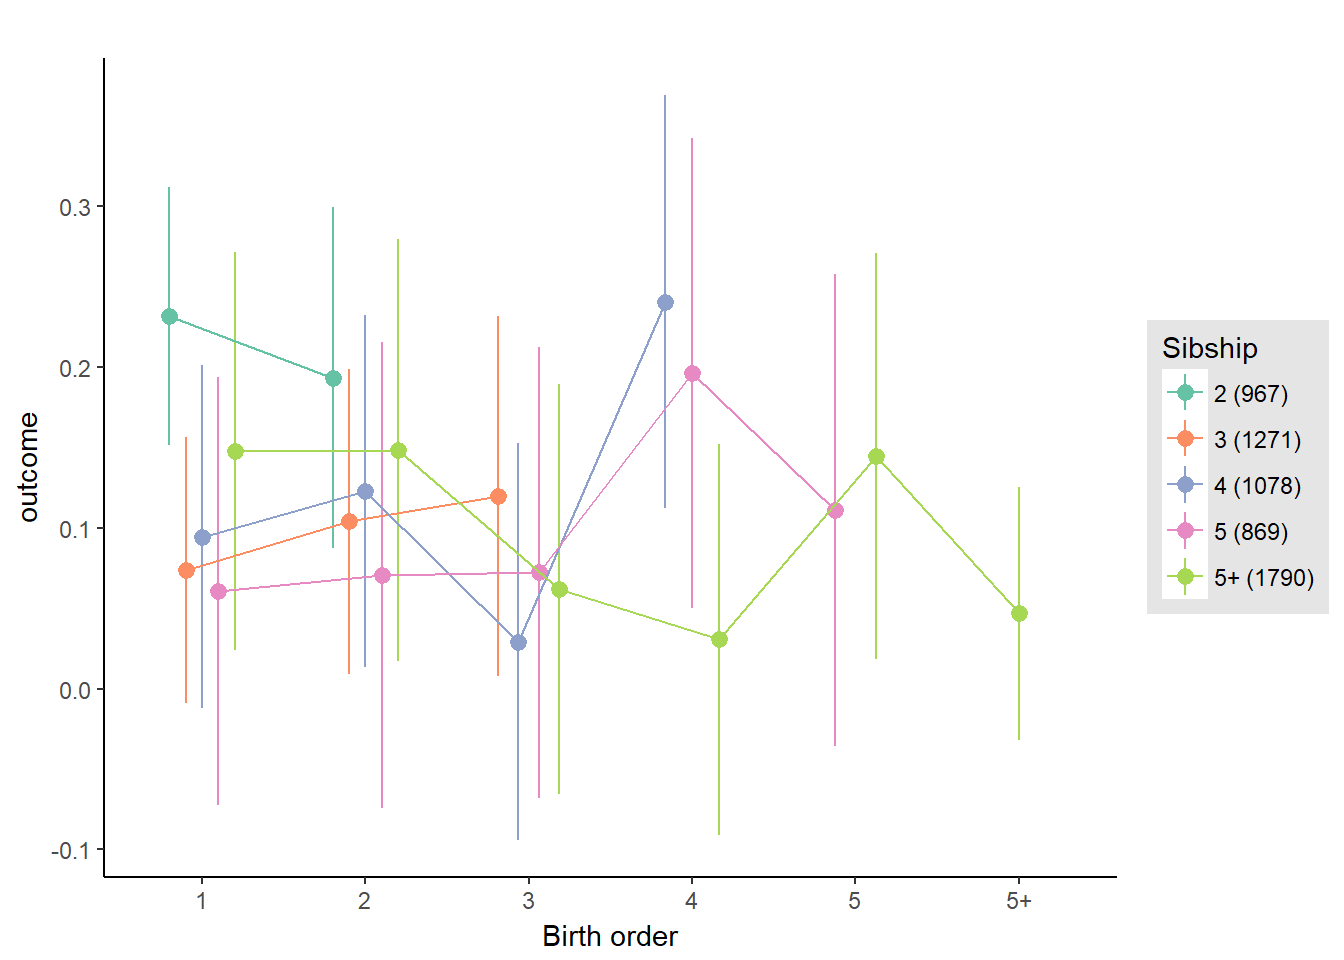 outcome
0.3
0.2
0.1
0.0
-0.1
1 2 3 4 5 5+
Birth order
Sibship
2 (967)
3 (1271)
4 (1078)
5 (869)
5+ (1790)